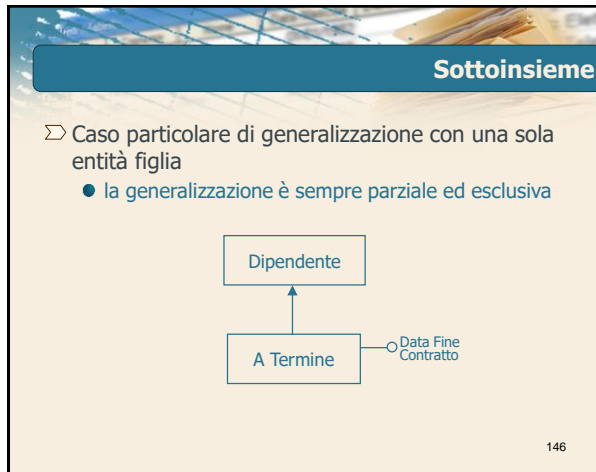 Sottoinsieme
Caso particolare di generalizzazione con una sola
entità figlia
la generalizzazione è sempre parziale ed esclusiva
Dipendente
A Termine
Data Fine
Contratto
146